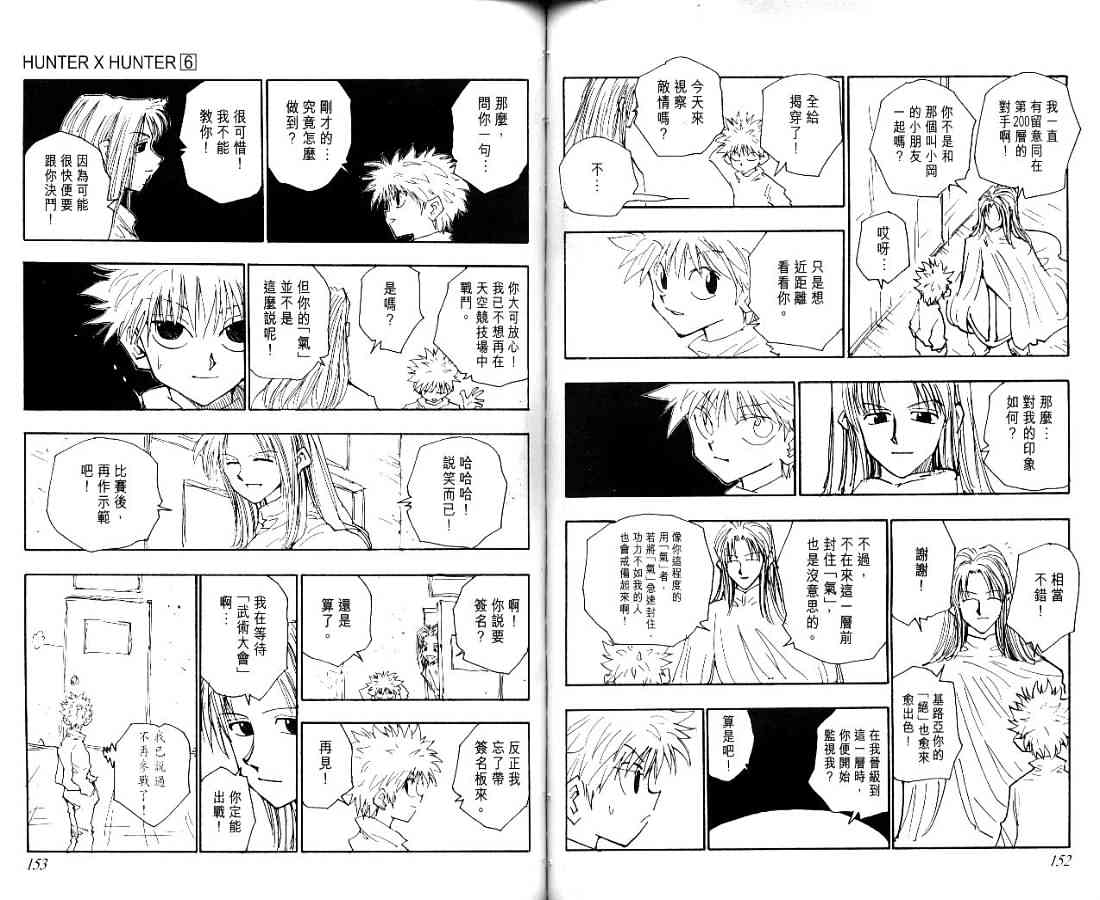 HUNTER X HUNTER 6
我一直
有留意同在
第200層的
對手啊！
你不是和
那個叫小岡
的小朋友
一起嗎？
哎呀…
全給
揭穿了！
今天來
視察
敵情嗎？
不…
只是想
近距離
看看你。
那麼…
對我的印象
如何？
相當
不錯！
謝謝！
基路亞你的
「絕」也愈來
愈出色！
不過，
不在來這一層前
封住「氣」，
也是沒意思的。
像你這程度的
用「氣」者，
若將「氣」急速封住，
功力不如我的人
也會戒備起來啊！
在我晉級到
這一層時，
你便開始
監視我？
算是吧！
152
那麼，
問你一句…
剛才的…
究竟怎麼
做到？
很可惜！
我不能
教你！
因為可能
很快便要
跟你決鬥！
你大可放心！
我已不想再在
天空競技場中
戰鬥。
是嗎？
但你的「氣」
並不是
這麼說呢！
哈哈哈！
說笑而已！
比賽後，
再作示範
吧！
啊！
你說要
簽名？
還是
算了。
反正我
忘了帶
簽名板來。
再見！
我在等待
「武術大會」
啊…
你定能
出戰！
我已說過
不再參戰了…
153